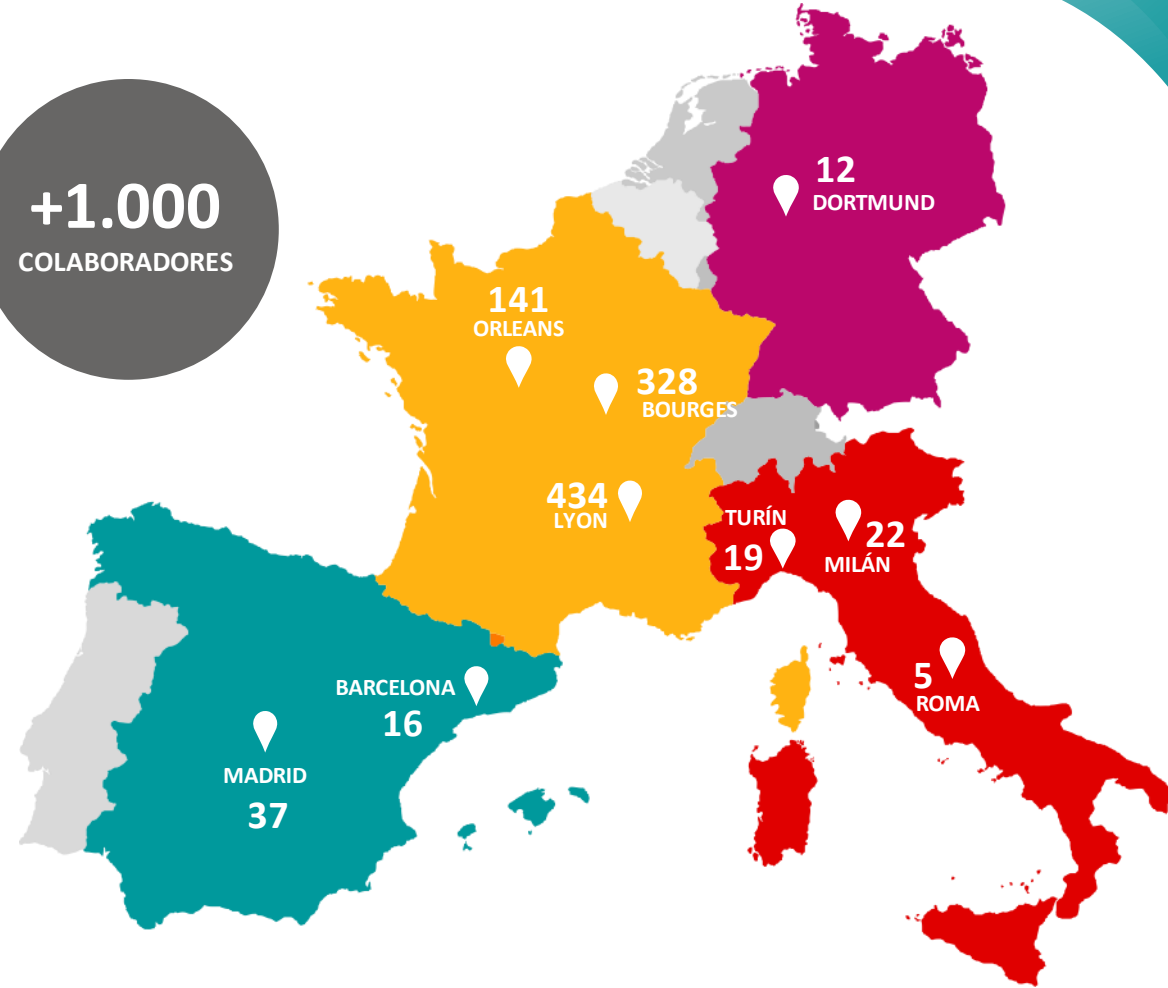 +1.000
COLABORADORES
12
DORTMUND
141
ORLEANS
328
BOURGES
434
LYON
TURÍN
19
22
MILÁN
5
ROMA
BARCELONA
16
MADRID
37